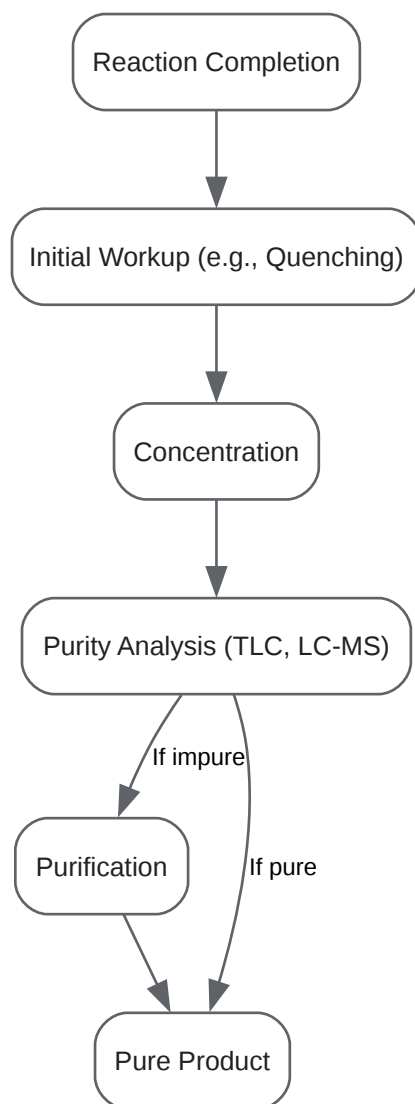 Reaction Completion
Initial Workup (e.g., Quenching)
Concentration
Purity Analysis (TLC, LC-MS)
If impure
Purification
If pure
Pure Product